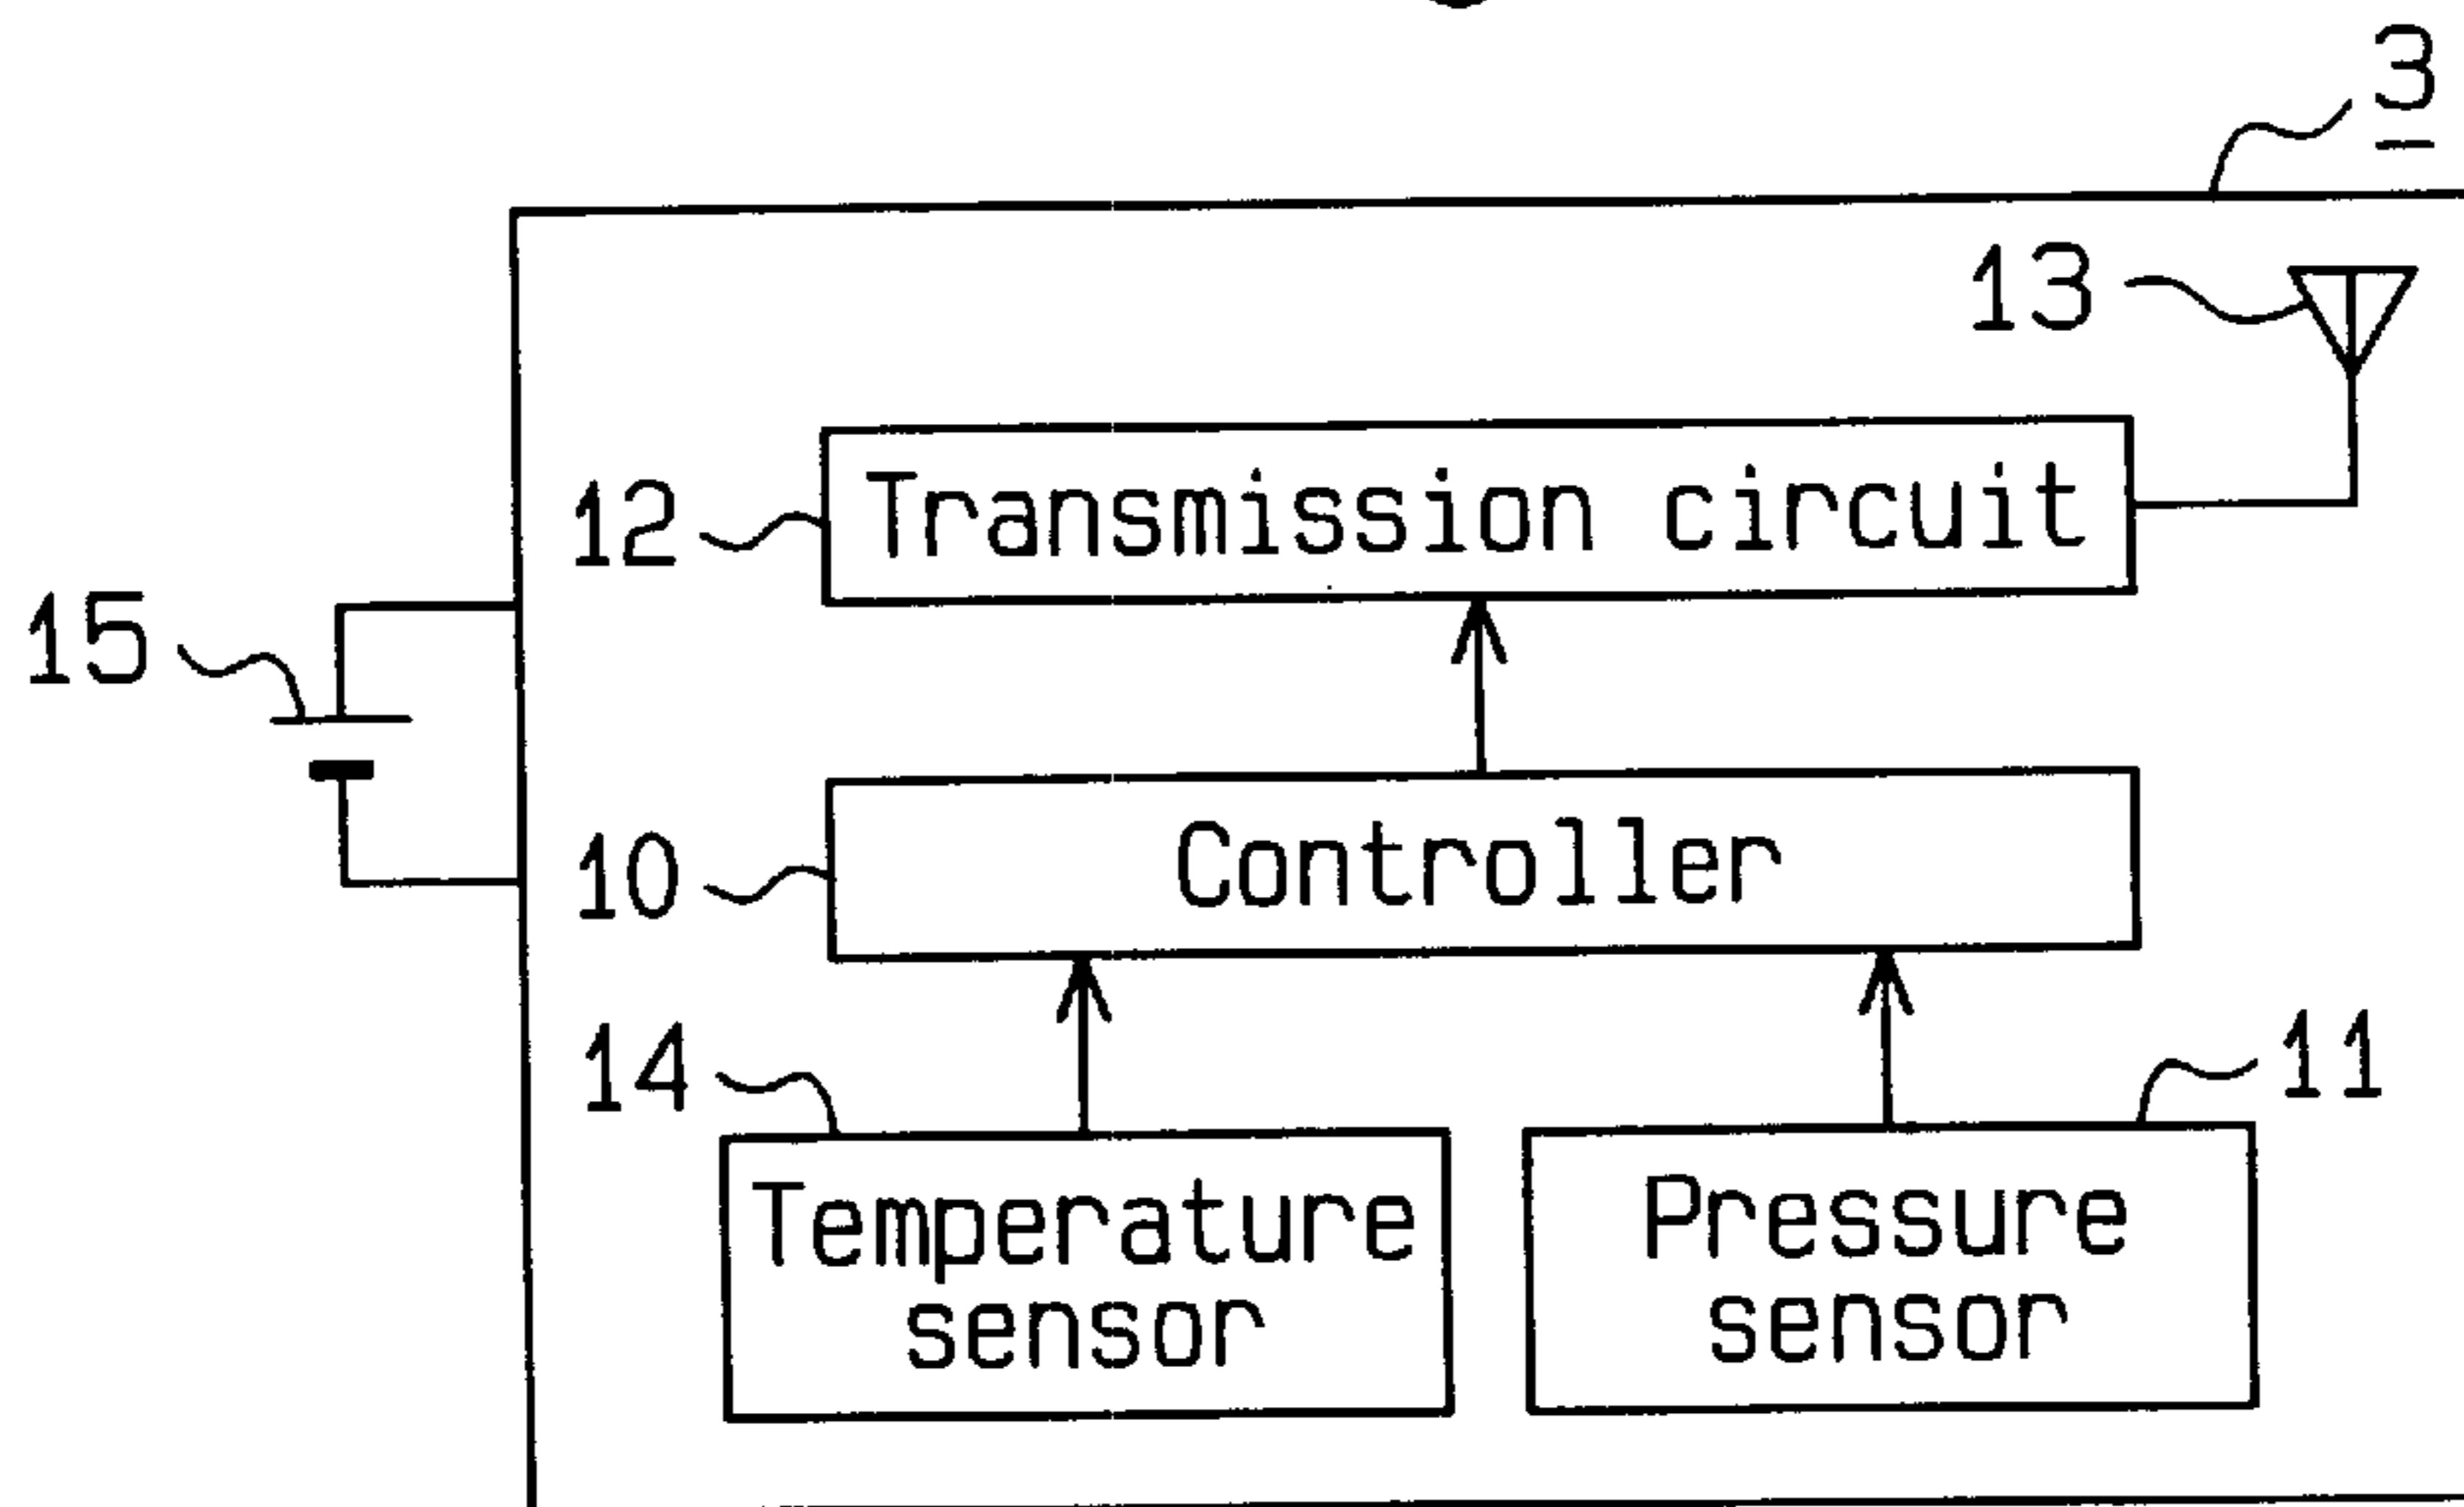 3
13
12 Transmission circuit
15
10 Controller
14
11
Temperature
sensor
Pressure
sensor